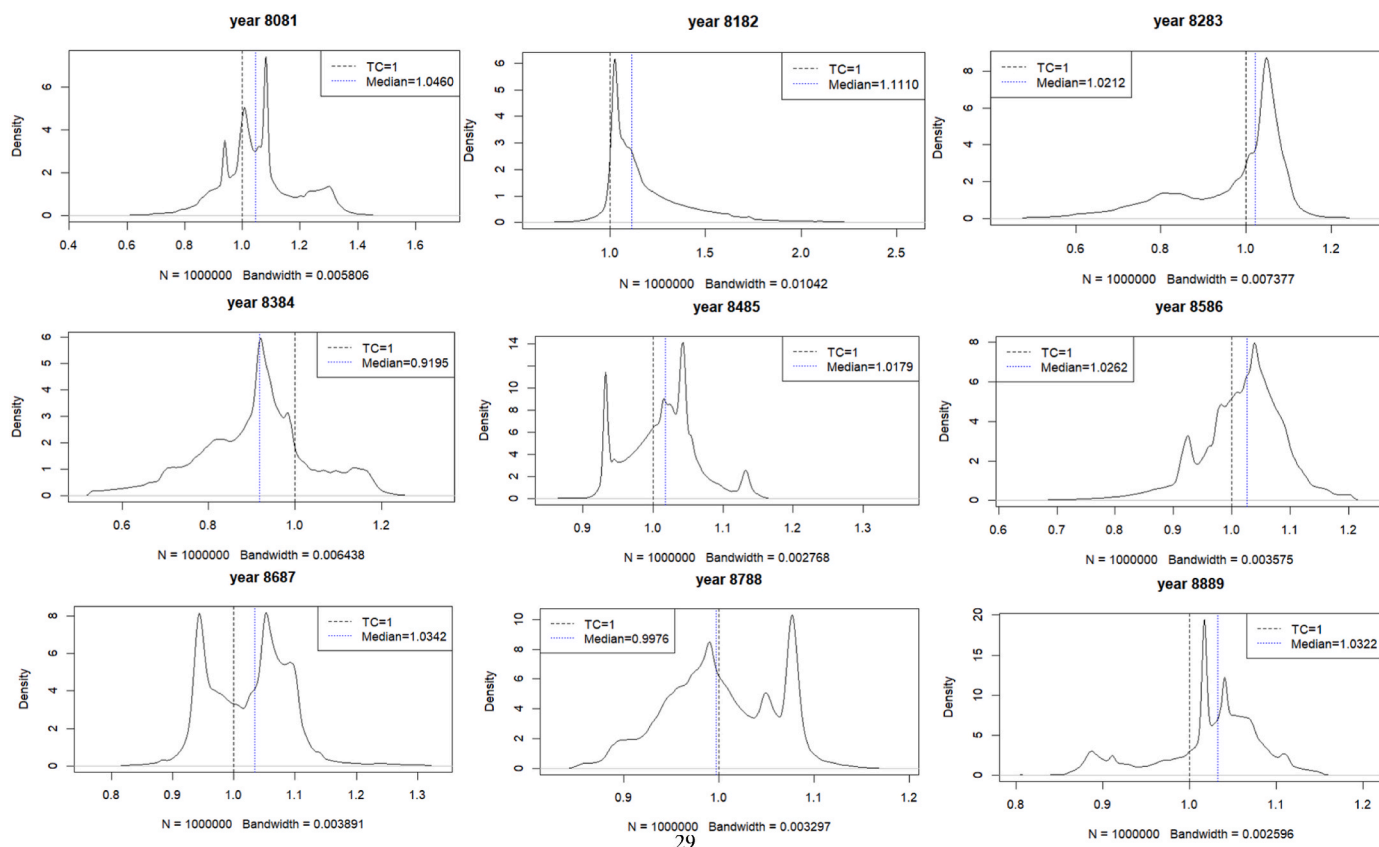 year 8081
TC=1
Median=1.0460
Density
0 2 4 6
0.4 0.6 0.8 1.0 1.2 1.4 1.6
N = 1000000 Bandwidth = 0.005806
year 8182
TC=1
Median=1.1110
Density
0 1 2 3 4 5 6
1.0 1.5 2.0 2.5
N = 1000000 Bandwidth = 0.01042
year 8283
TC=1
Median=1.0212
Density
0 2 4 6 8
0.6 0.8 1.0 1.2
N = 1000000 Bandwidth = 0.007377
year 8384
TC=1
Median=0.9195
Density
0 1 2 3 4 5 6
0.6 0.8 1.0 1.2
N = 1000000 Bandwidth = 0.006438
year 8485
TC=1
Median=1.0179
Density
0 2 4 6 8 10 14
0.9 1.0 1.1 1.2 1.3
N = 1000000 Bandwidth = 0.002768
year 8586
TC=1
Median=1.0262
Density
0 2 4 6 8
0.6 0.7 0.8 0.9 1.0 1.1 1.2
N = 1000000 Bandwidth = 0.003575
year 8687
TC=1
Median=1.0342
Density
0 2 4 6 8
0.8 0.9 1.0 1.1 1.2 1.3
N = 1000000 Bandwidth = 0.003891
year 8788
TC=1
Median=0.9976
Density
0 2 4 6 8 10
0.9 1.0 1.1 1.2
N = 1000000 Bandwidth = 0.003297
year 8889
TC=1
Median=1.0322
Density
0 5 10 15 20
0.8 0.9 1.0 1.1 1.2
N = 1000000 Bandwidth = 0.002596
29